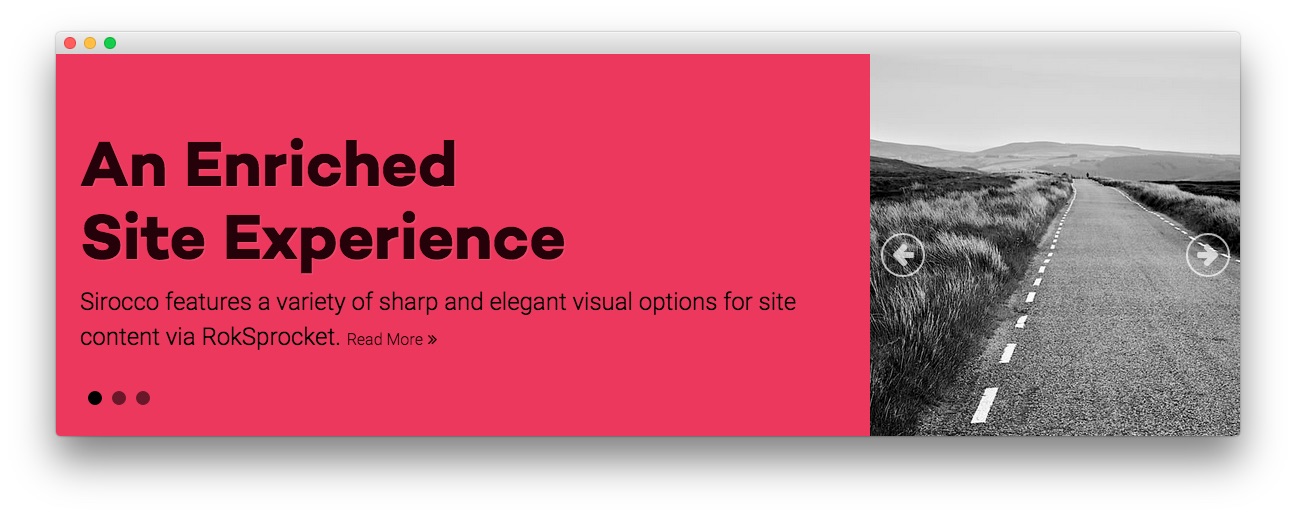 An Enriched
Site Experience
Sirocco features a variety of sharp and elegant visual options for site
content via RokSprocket. Read More »